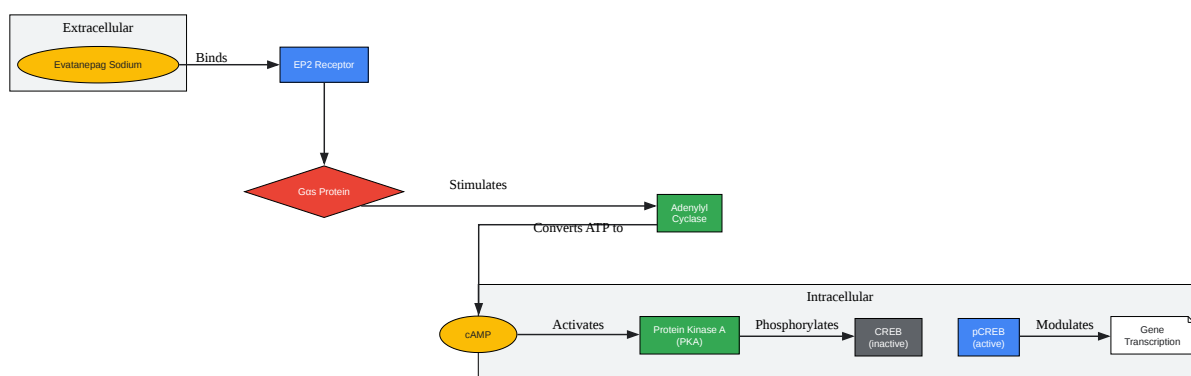 Extracellular
Evatanepag Sodium
Binds
EP2 Receptor
Gαs Protein
Stimulates
Adenylyl
Cyclase
Converts ATP to
Intracellular
cAMP
Activates
Protein Kinase A
(PKA)
Phosphorylates
CREB
(inactive)
pCREB
(active)
Modulates
Gene
Transcription